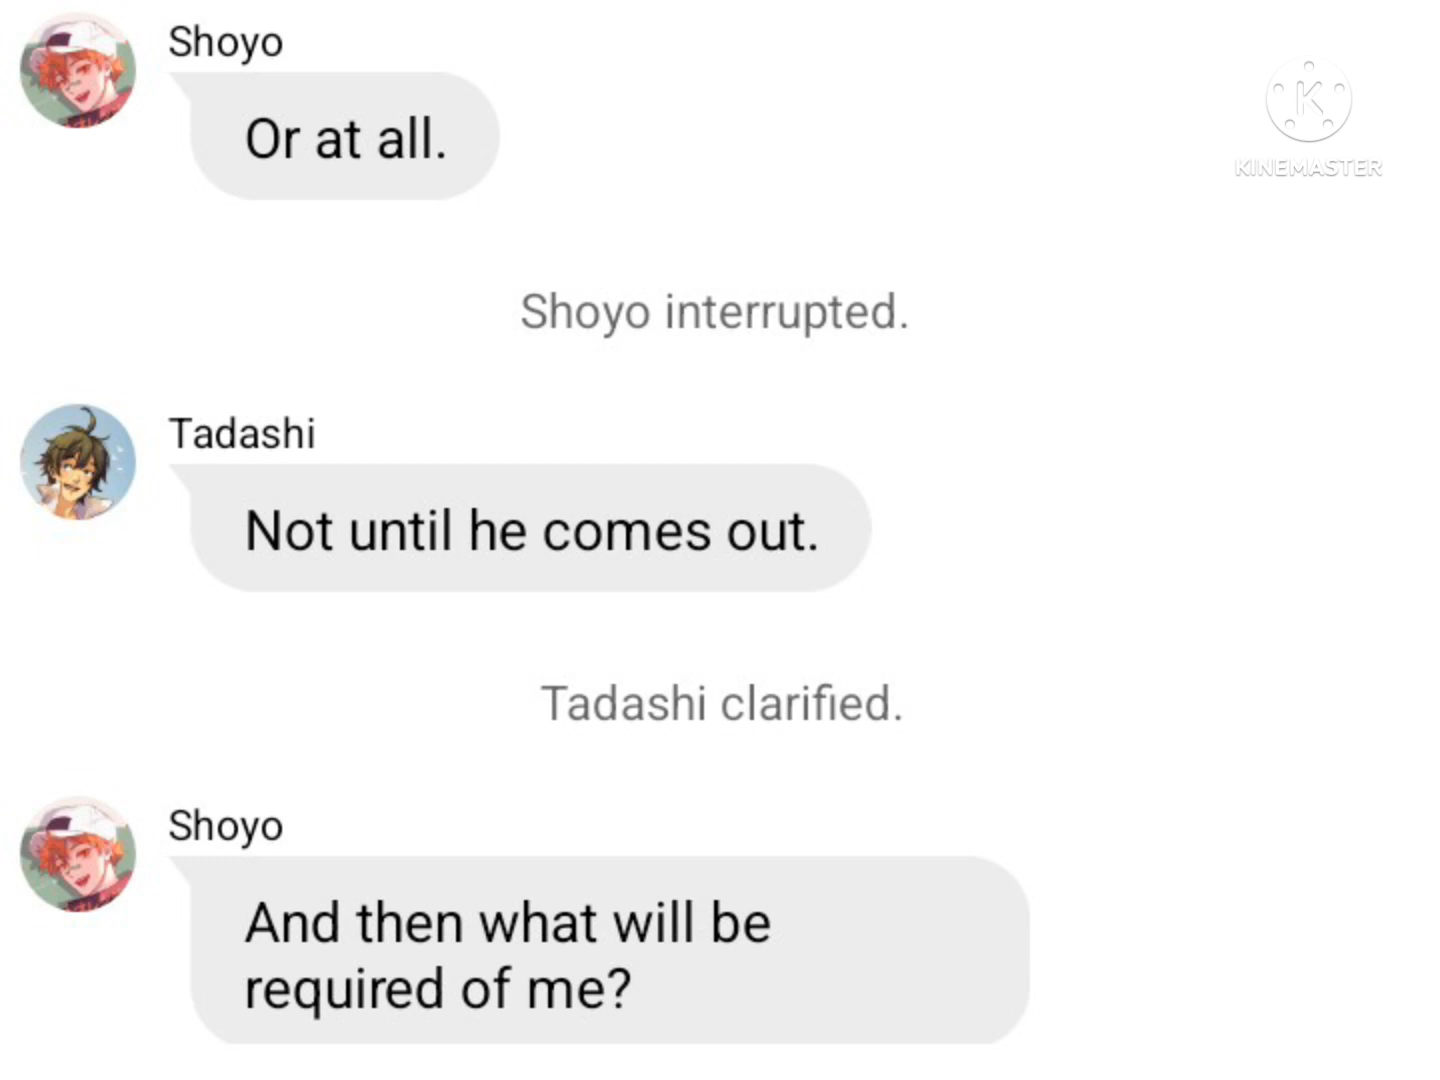 Shoyo
Or at all.
KINEMASTER
Shoyo interrupted.
Tadashi
Not until he comes out.
Tadashi clarified.
Shoyo
And then what will be
required of me?